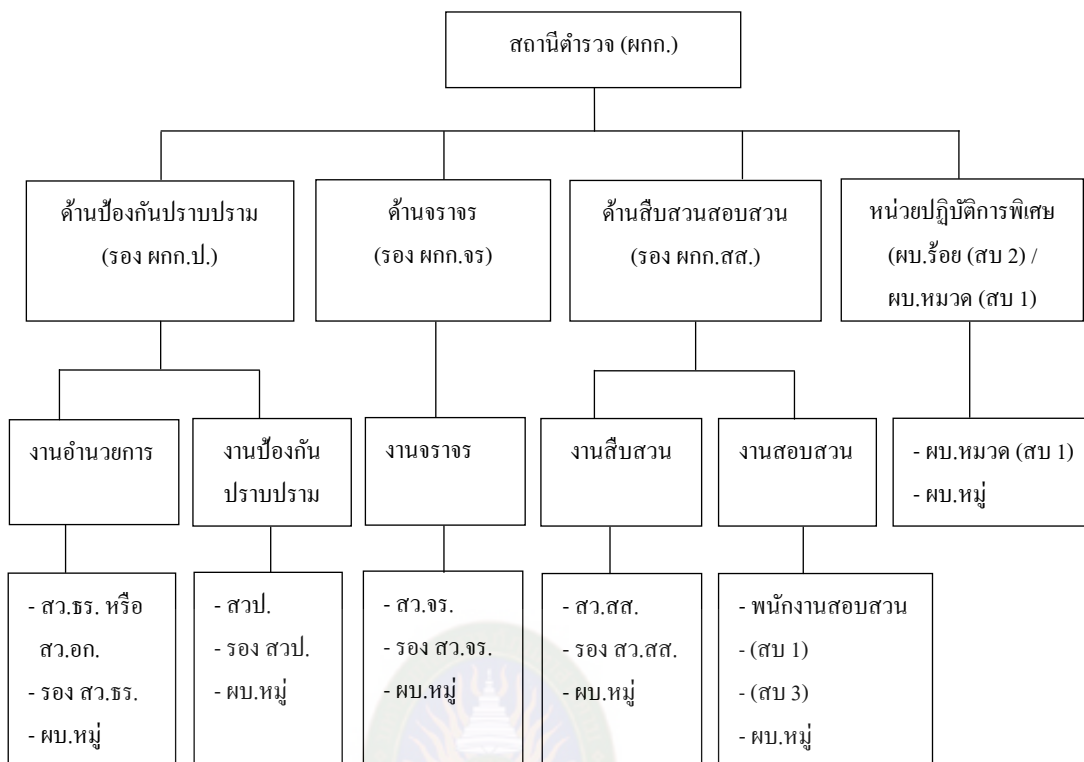 สถานีตำรวจ (ผกก.)
ด้านป้องกันปราบปราม
(รอง ผกก.ป.)
ด้านจราจร
(รอง ผกก.จร)
ด้านสืบสวนสอบสวน
(รอง ผกก.สส.)
หน่วยปฏิบัติการพิเศษ
(ผบ.ร้อย (สบ 2) /
ผบ.หมวด (สบ 1)
งานอำนวยการ
งานป้องกัน
ปราบปราม
งานจราจร
งานสืบสวน
งานสอบสวน
- ผบ.หมวด (สบ 1)
- ผบ.หมู่
- สว.ธร. หรือ
สว.อก.
- รอง สว.ธร.
- ผบ.หมู่
- สวป.
- รอง สวป.
- ผบ.หมู่
- สว.จร.
- รอง สว.จร.
- ผบ.หมู่
- สว.สส.
- รอง สว.สส.
- ผบ.หมู่
- พนักงานสอบสวน
- (สบ 1)
- (สบ 3)
- ผบ.หมู่